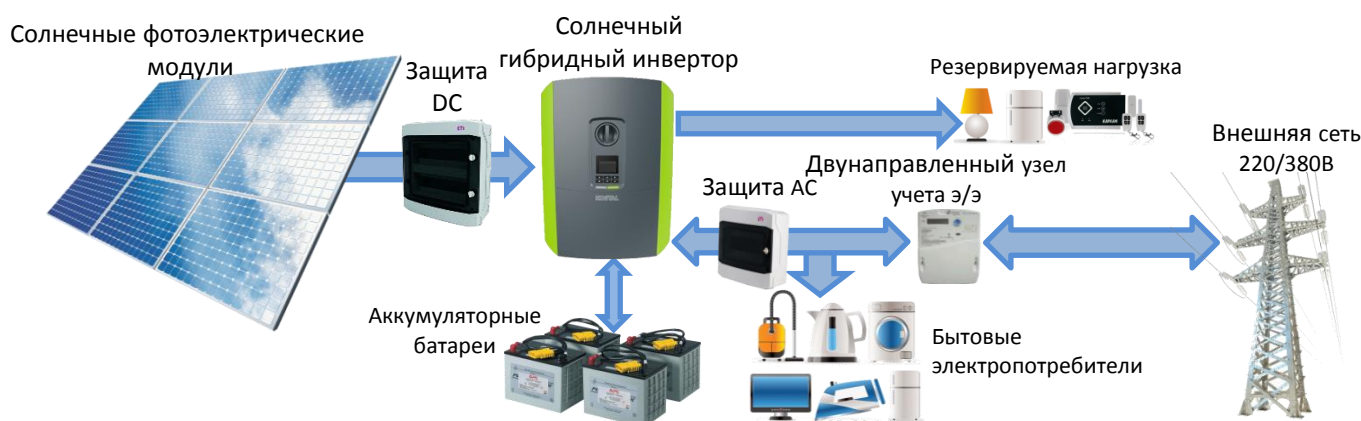 Солнечные фотоэлектрические
модули
Защита
DC
Солнечный
гибридный инвертор
Резервируемая нагрузка
Внешняя сеть
220/380В
Двунаправленный узел
учета э/э
Защита AC
Аккумуляторные
батареи
Бытовые
электропотребители